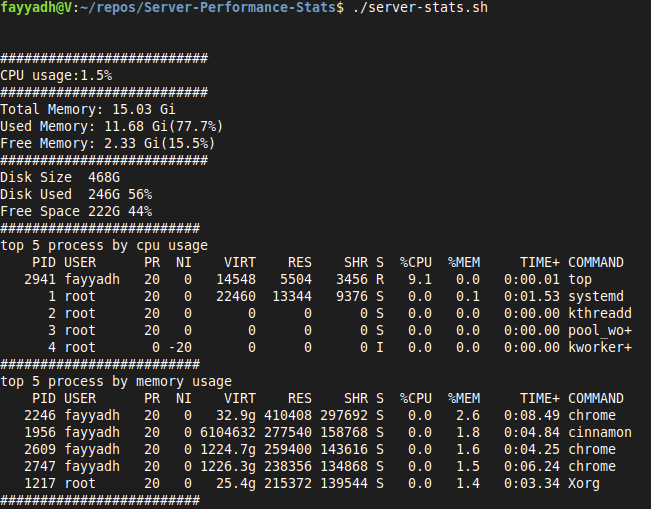 fayyadh@V:~/repos/Server-Performance-Stats$ ./server-stats.sh
##########################
CPU usage:1.5%
##########################
Total Memory: 15.03 Gi
Used Memory: 11.68 Gi(77.7%)
Free Memory: 2.33 Gi(15.5%)
##########################
Disk Size  468G
Disk Used  246G 56%
Free Space 222G 44%
#########################
top 5 process by cpu usage
    PID USER      PR  NI    VIRT    RES    SHR S  %CPU  %MEM     TIME+ COMMAND
   2941 fayyadh   20   0   14548   5504   3456 R   9.1   0.0   0:00.01 top
      1 root      20   0   22460  13344   9376 S   0.0   0.1   0:01.53 systemd
      2 root      20   0       0      0      0 S   0.0   0.0   0:00.00 kthreadd
      3 root      20   0       0      0      0 S   0.0   0.0   0:00.00 pool_wo+
      4 root       0 -20       0      0      0 I   0.0   0.0   0:00.00 kworker+
#########################
top 5 process by memory usage
    PID USER      PR  NI    VIRT    RES    SHR S  %CPU  %MEM     TIME+ COMMAND
   2246 fayyadh   20   0   32.9g 410408 297692 S   0.0   2.6   0:08.49 chrome
   1956 fayyadh   20   0 6104632 277540 158768 S   0.0   1.8   0:04.84 cinnamon
   2609 fayyadh   20   0 1224.7g 259400 143616 S   0.0   1.6   0:04.25 chrome
   2747 fayyadh   20   0 1226.3g 238356 134868 S   0.0   1.5   0:06.24 chrome
   1217 root      20   0   25.4g 215372 139544 S   0.0   1.4   0:03.34 Xorg
#########################